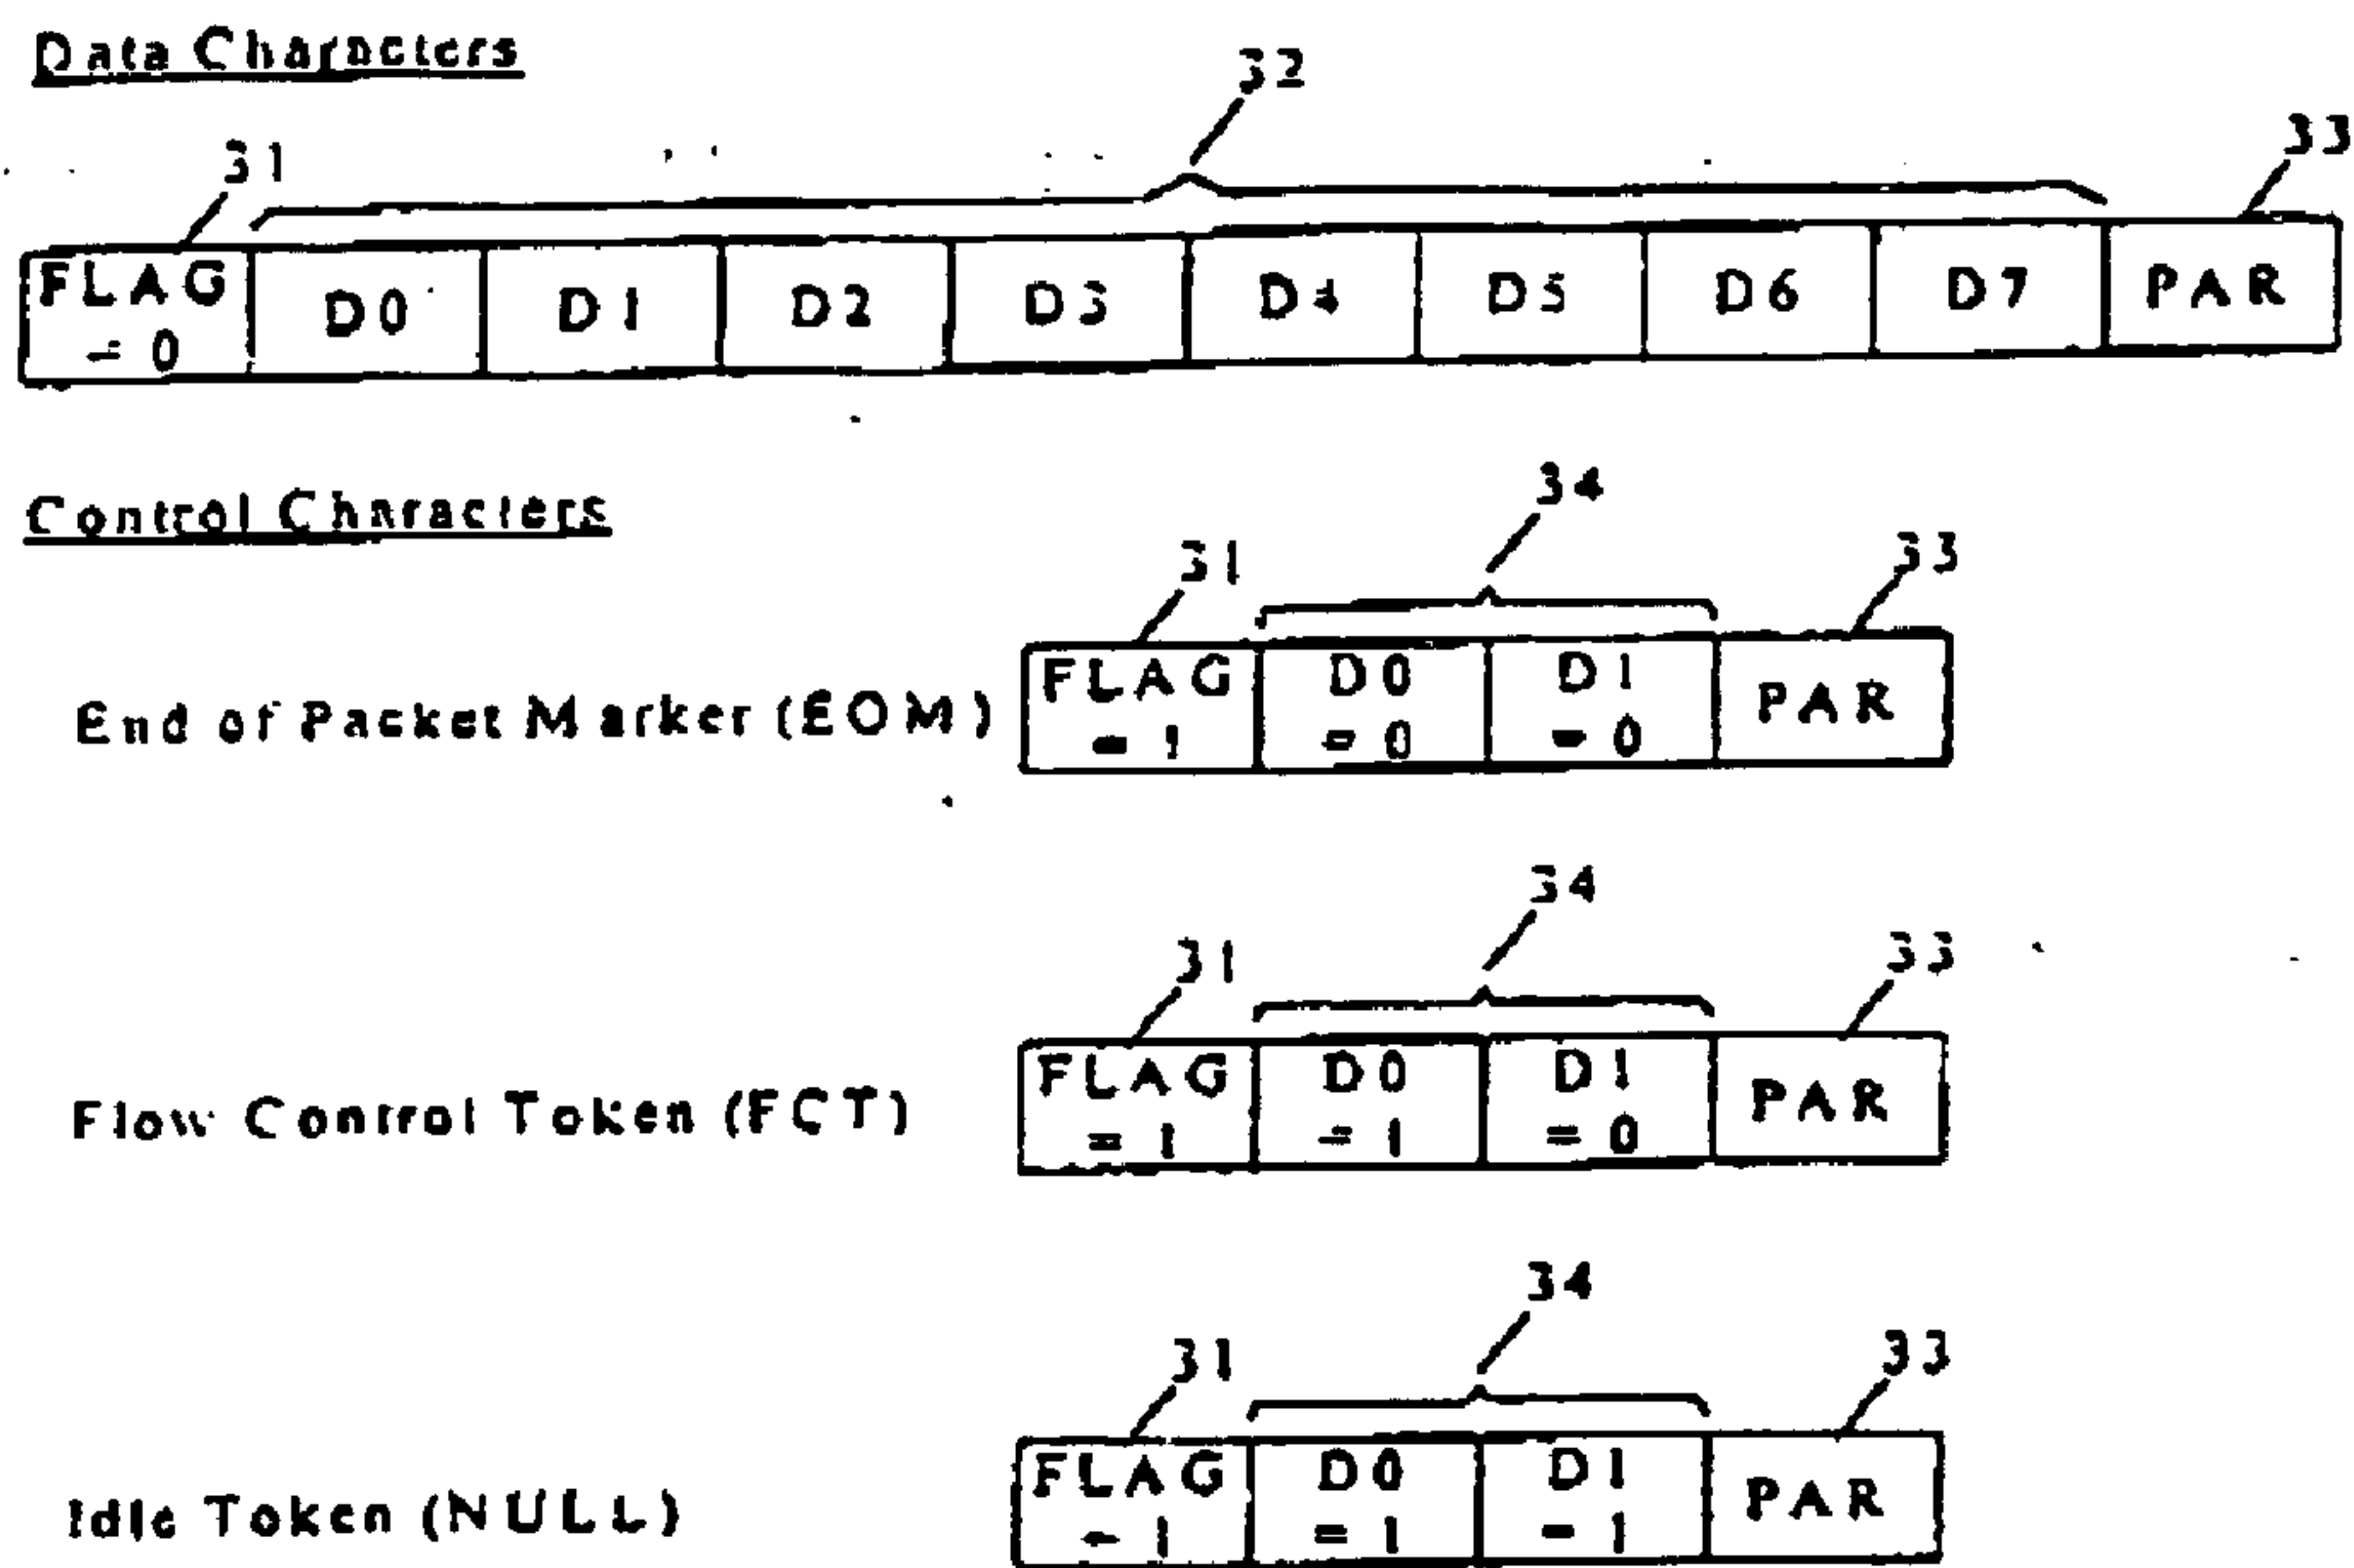 Data Characters
32
31
33
FLAG = 0 D0 D1 D2 D3 D4 D5 D6 D7 PAR
Control Characters
34
31
33
End of Packet Marker (EOM)
FLAG = 1 D0 = 0 D1 = 0 PAR
34
31
33
Flow Control Token (FCT)
FLAG = 1 D0 = 1 D1 = 0 PAR
34
31
33
Idle Token (NULL)
FLAG = 1 D0 = 1 D1 = 1 PAR